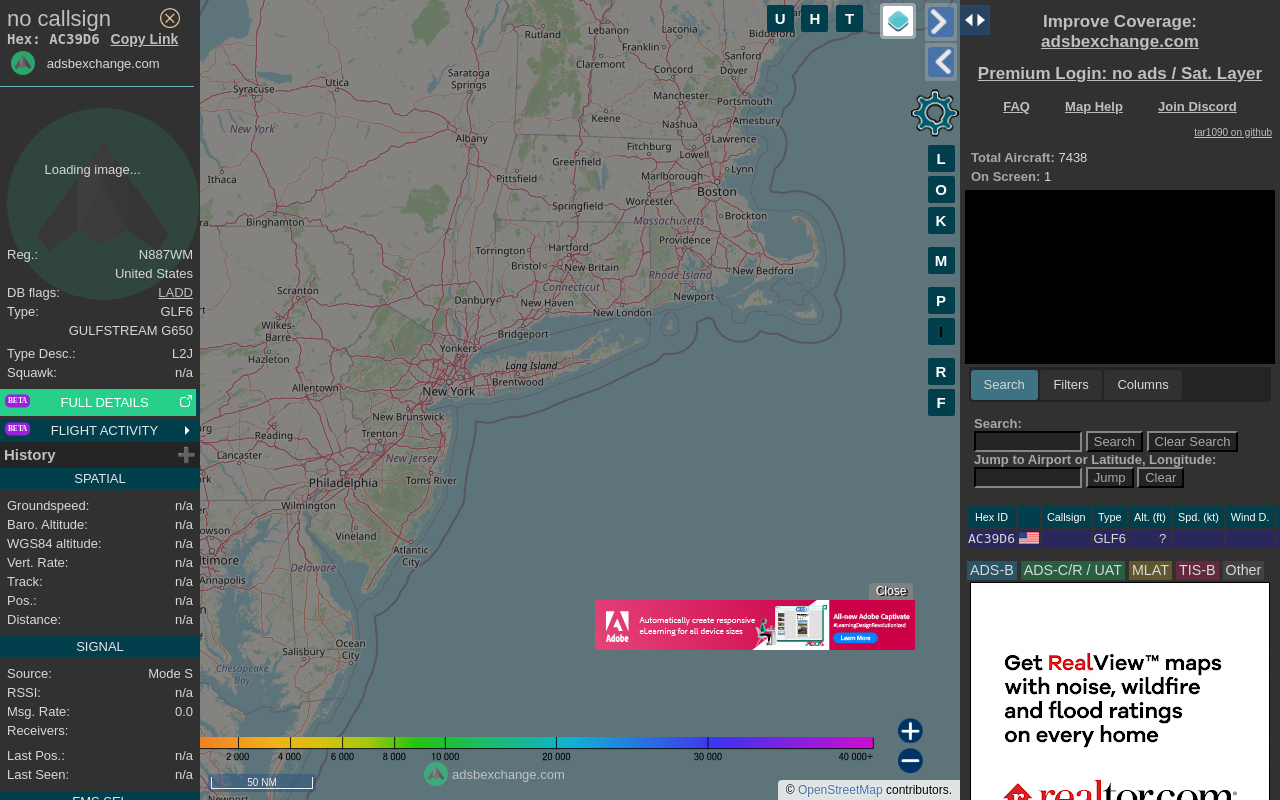 no callsign
Hex: AC39D6 Copy Link
adsbexchange.com
Loading image...
Reg.: N887WM
United States
DB flags: LADD
Type: GLF6
GULFSTREAM G650
Type Desc.: L2J
Squawk: n/a
BETA FULL DETAILS
BETA FLIGHT ACTIVITY
History
SPATIAL
Groundspeed: n/a
Baro. Altitude: n/a
WGS84 altitude: n/a
Vert. Rate: n/a
Track: n/a
Pos.: n/a
Distance: n/a
SIGNAL
Source: Mode S
RSSI: n/a
Msg. Rate: 0.0
Receivers:
Last Pos.: n/a
Last Seen: n/a
FMS SEL
U H T
Rutland
Lebanon
Laconia
Franklin
Sanford
Claremont
Concord
Dover
Utica
Saratoga
Springs
Syracuse
Manchester
Portsmouth
Keene
Nashua
Amesbury
New York
Albany
Fitchburg
Lawrence
Greenfield
Lowell
Lynn
Ithaca
Pittsfield
Marlborough
Boston
Worcester
Springfield
Massachusetts
Brockton
Binghamton
Providence
Torrington
Hartford
Bristol
New Britain
Rhode Island
New Bedford
Connecticut
Scranton
Danbury
New Haven
Newport
New London
Wilkes-
Barre
Bridgeport
Hazleton
Yonkers
Long Island
Allentown
New York
Brentwood
New Brunswick
Reading
Trenton
Lancaster
New Jersey
Philadelphia
Toms River
Wilmington
Vineland
Atlantic
City
Annapolis
Delaware
Ocean
City
Salisbury
Chesapeake
Bay
L
O
K
M
P
I
R
F
Close
Adobe
Automatically create responsive
eLearning for all device sizes
All-new Adobe Captivate
#LearningDesignRevolutionized
Learn More
2 000 4 000 6 000 8 000 10 000 20 000 30 000 40 000+
adsbexchange.com
50 NM
© OpenStreetMap contributors.
Improve Coverage:
adsbexchange.com
Premium Login: no ads / Sat. Layer
FAQ Map Help Join Discord
tar1090 on github
Total Aircraft: 7438
On Screen: 1
Search Filters Columns
Search:
Search Clear Search
Jump to Airport or Latitude, Longitude:
Jump Clear
Hex ID Callsign Type Alt. (ft) Spd. (kt) Wind D.
AC39D6 GLF6 ?
ADS-B ADS-C/R / UAT MLAT TIS-B Other
Get RealView™ maps
with noise, wildfire
and flood ratings
on every home
realtor.com